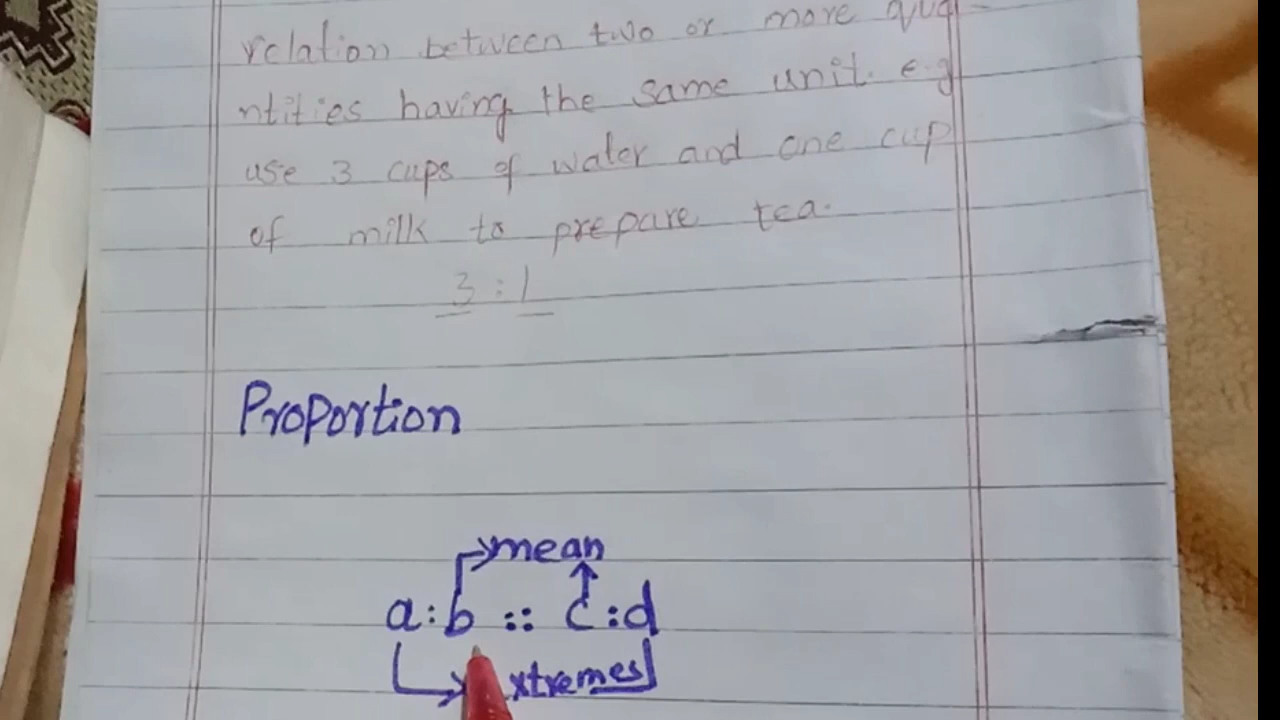 relation between two or more qua
ntities having the same unit. e.g
use 3 cups of water and one cup
of milk to prepare tea.
3 : 1
Proportion
mean
a : b :: c : d
xtremes